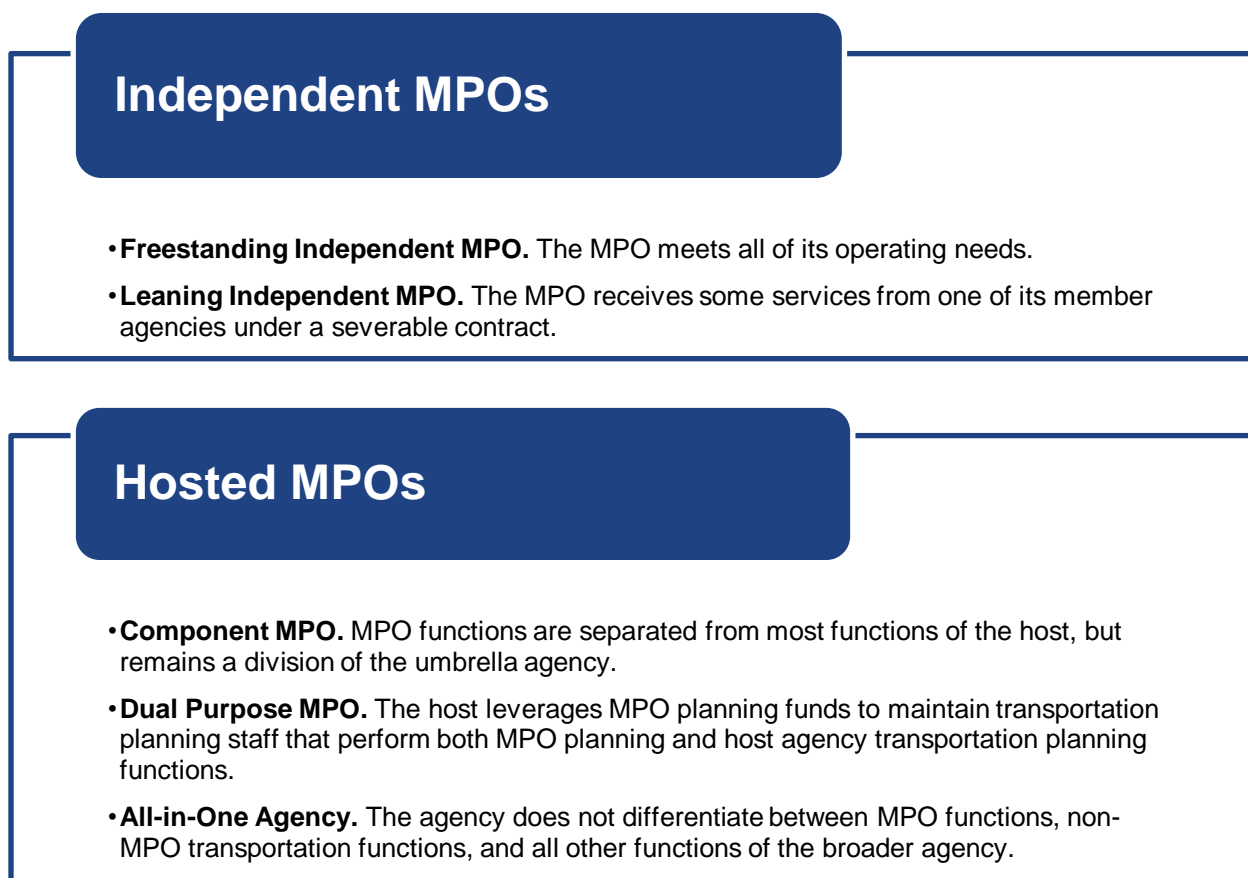 Independent MPOs
•Freestanding Independent MPO. The MPO meets all of its operating needs.
•Leaning Independent MPO. The MPO receives some services from one of its member
agencies under a severable contract.
Hosted MPOs
•Component MPO. MPO functions are separated from most functions of the host, but
remains a division of the umbrella agency.
•Dual Purpose MPO. The host leverages MPO planning funds to maintain transportation
planning staff that perform both MPO planning and host agency transportation planning
functions.
•All-in-One Agency. The agency does not differentiate between MPO functions, non-
MPO transportation functions, and all other functions of the broader agency.